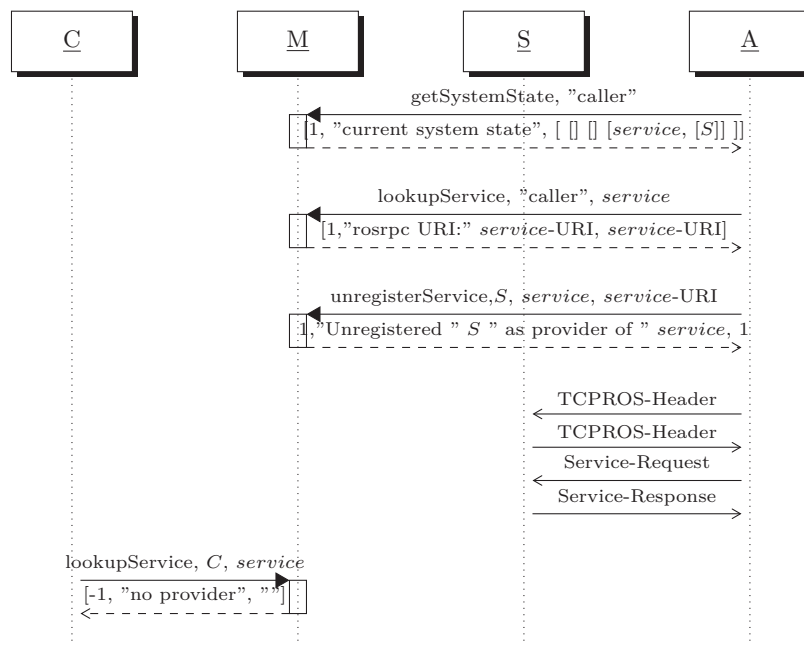 C M S A
getSystemState, ”caller”
[1, ”current system state”, [ [] [] [service, [S]] ]]
lookupService, ”caller”, service
[1,”rosrpc URI:” service-URI, service-URI]
unregisterService,S, service, service-URI
1,”Unregistered ” S ” as provider of ” service, 1
TCPROS-Header
TCPROS-Header
Service-Request
Service-Response
lookupService, C, service
[-1, ”no provider”, ””]